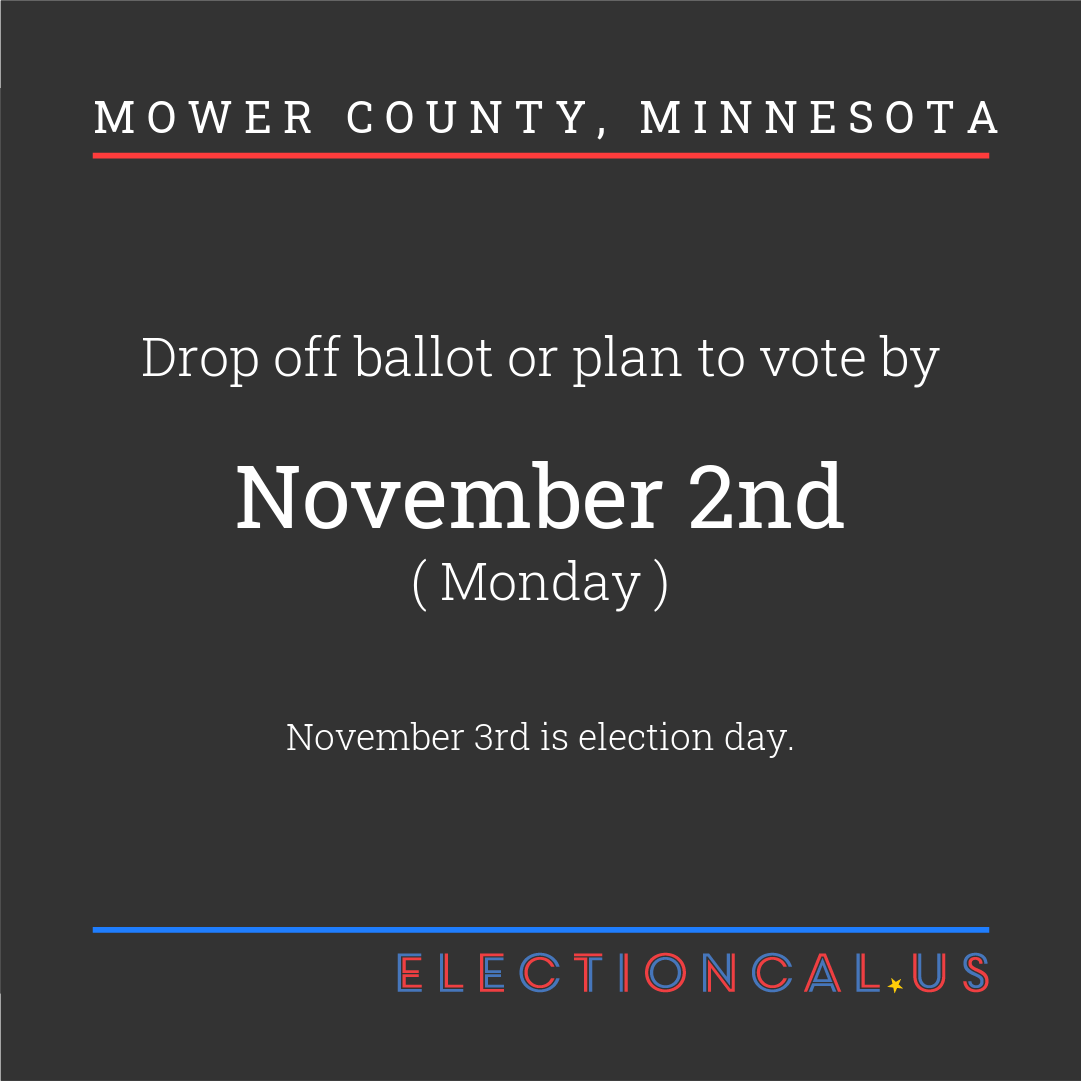 MOWER COUNTY, MINNESOTA
Drop off ballot or plan to vote by
November 2nd
( Monday )
November 3rd is election day.
ELECTIONCAL.US